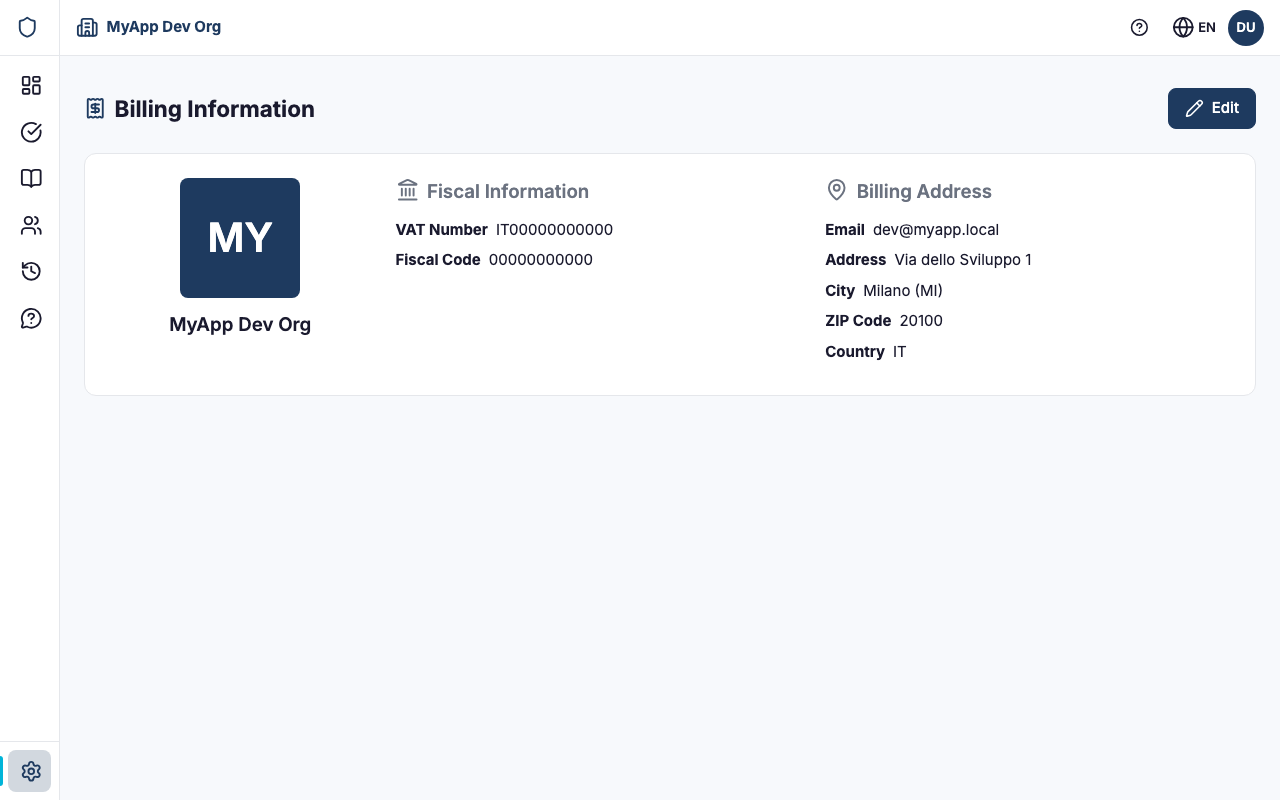 MyApp Dev Org
EN
DU
Billing Information
Edit
MY
MyApp Dev Org
Fiscal Information
VAT Number IT00000000000
Fiscal Code 00000000000
Billing Address
Email dev@myapp.local
Address Via dello Sviluppo 1
City Milano (MI)
ZIP Code 20100
Country IT